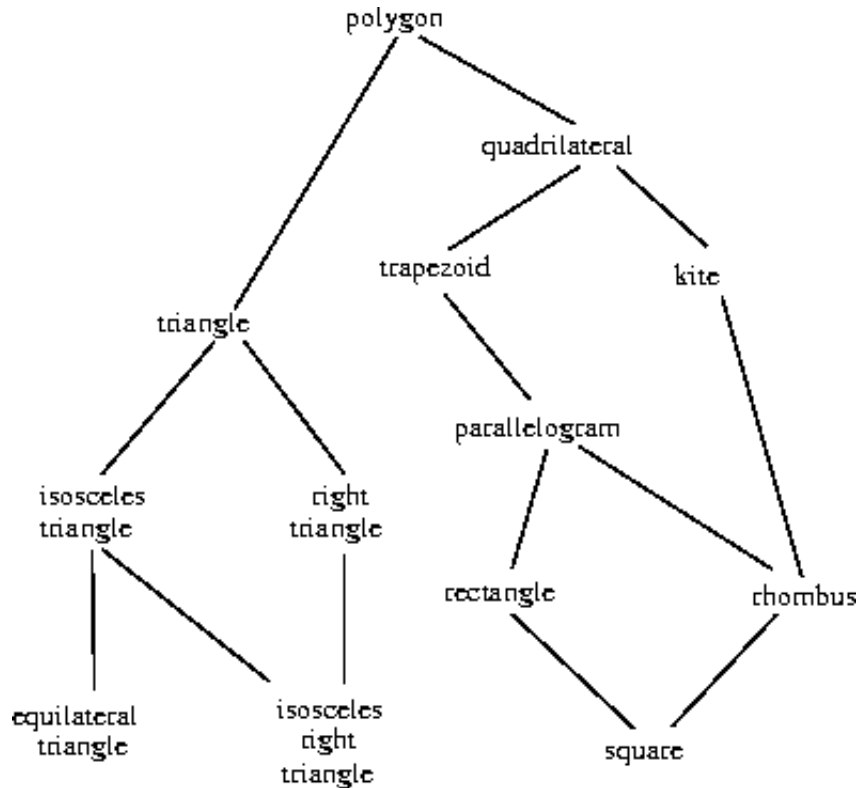 polygon
quadrilateral
trapezoid
kite
triangle
parallelogram
isosceles
triangle
right
triangle
rectangle
rhombus
equilateral
triangle
isosceles
right
triangle
square